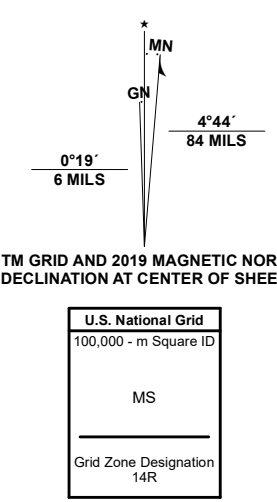 ★
MN
GN
4°44´
84 MILS
0°19´
6 MILS
TM GRID AND 2019 MAGNETIC NOR
DECLINATION AT CENTER OF SHEE
U.S. National Grid
100,000 - m Square ID
MS
Grid Zone Designation
14R